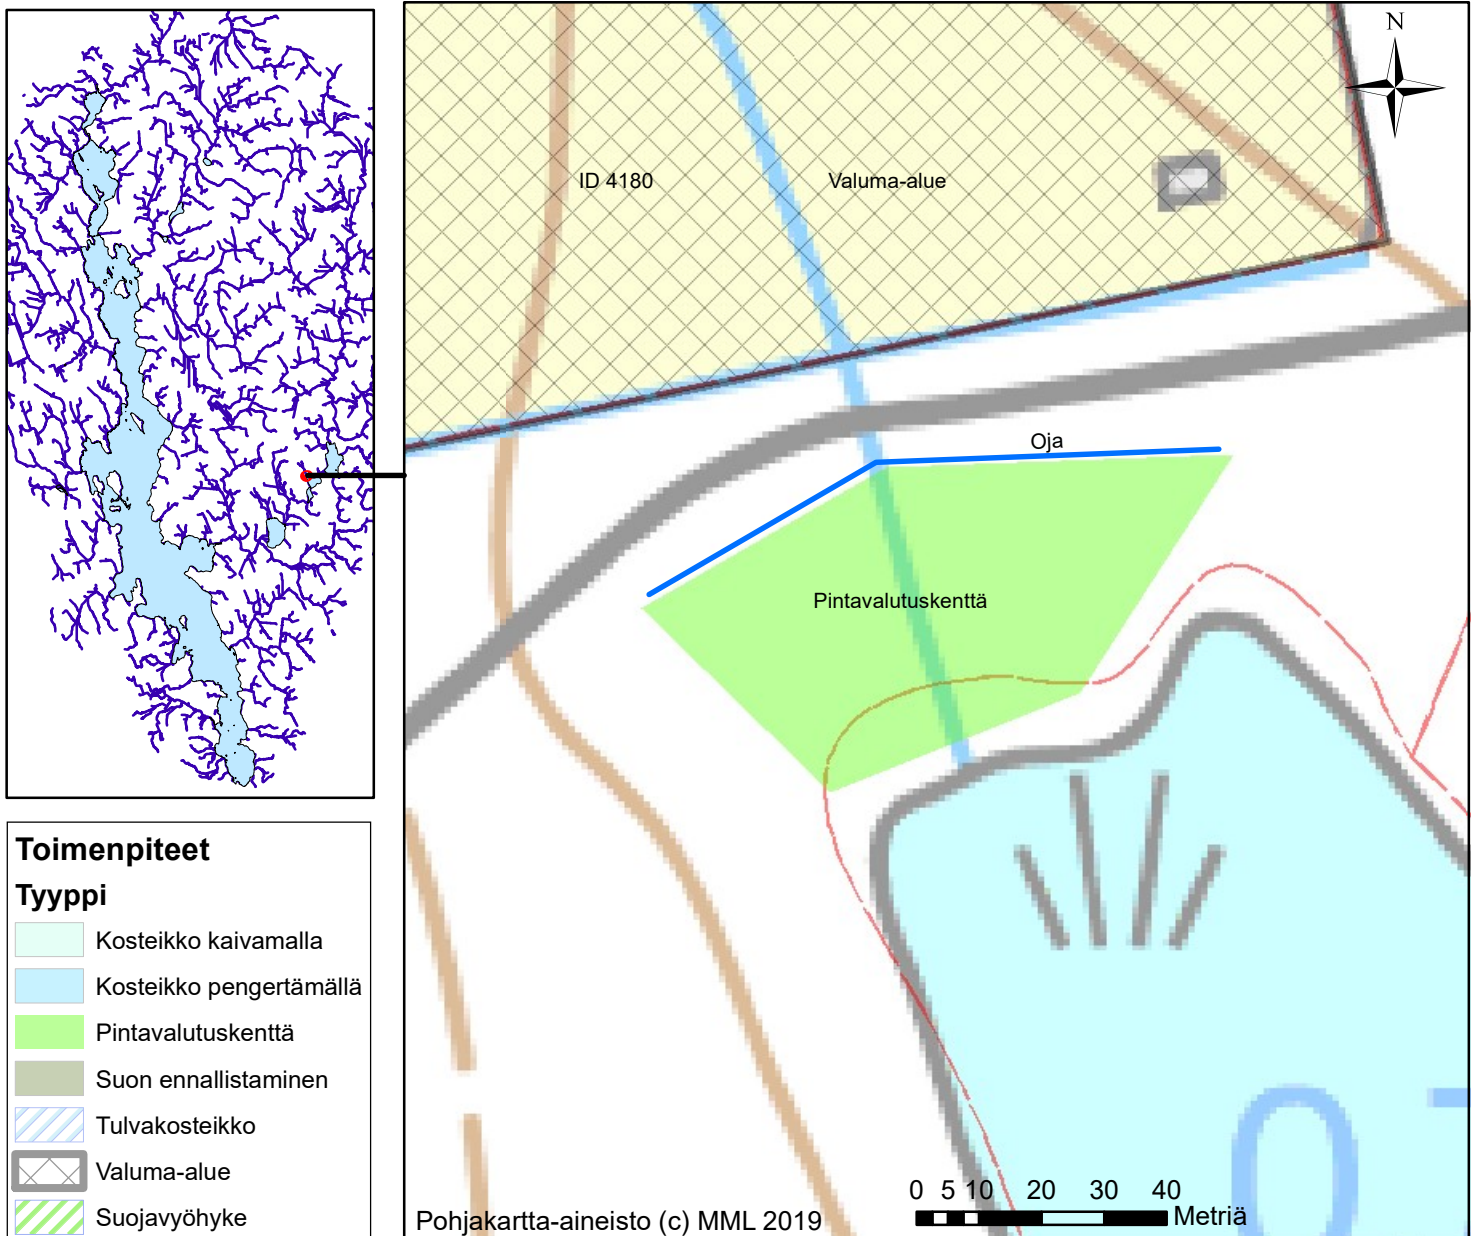 N
ID 4180
Valuma-alue
Oja
Pintavalutuskenttä
Toimenpiteet
Tyyppi
Kosteikko kaivamalla
Kosteikko pengertämällä
Pintavalutuskenttä
Suon ennallistaminen
Tulvakosteikko
Valuma-alue
Suojavyöhyke
0 5 10 20 30 40
Metriä
Pohjakartta-aineisto (c) MML 2019